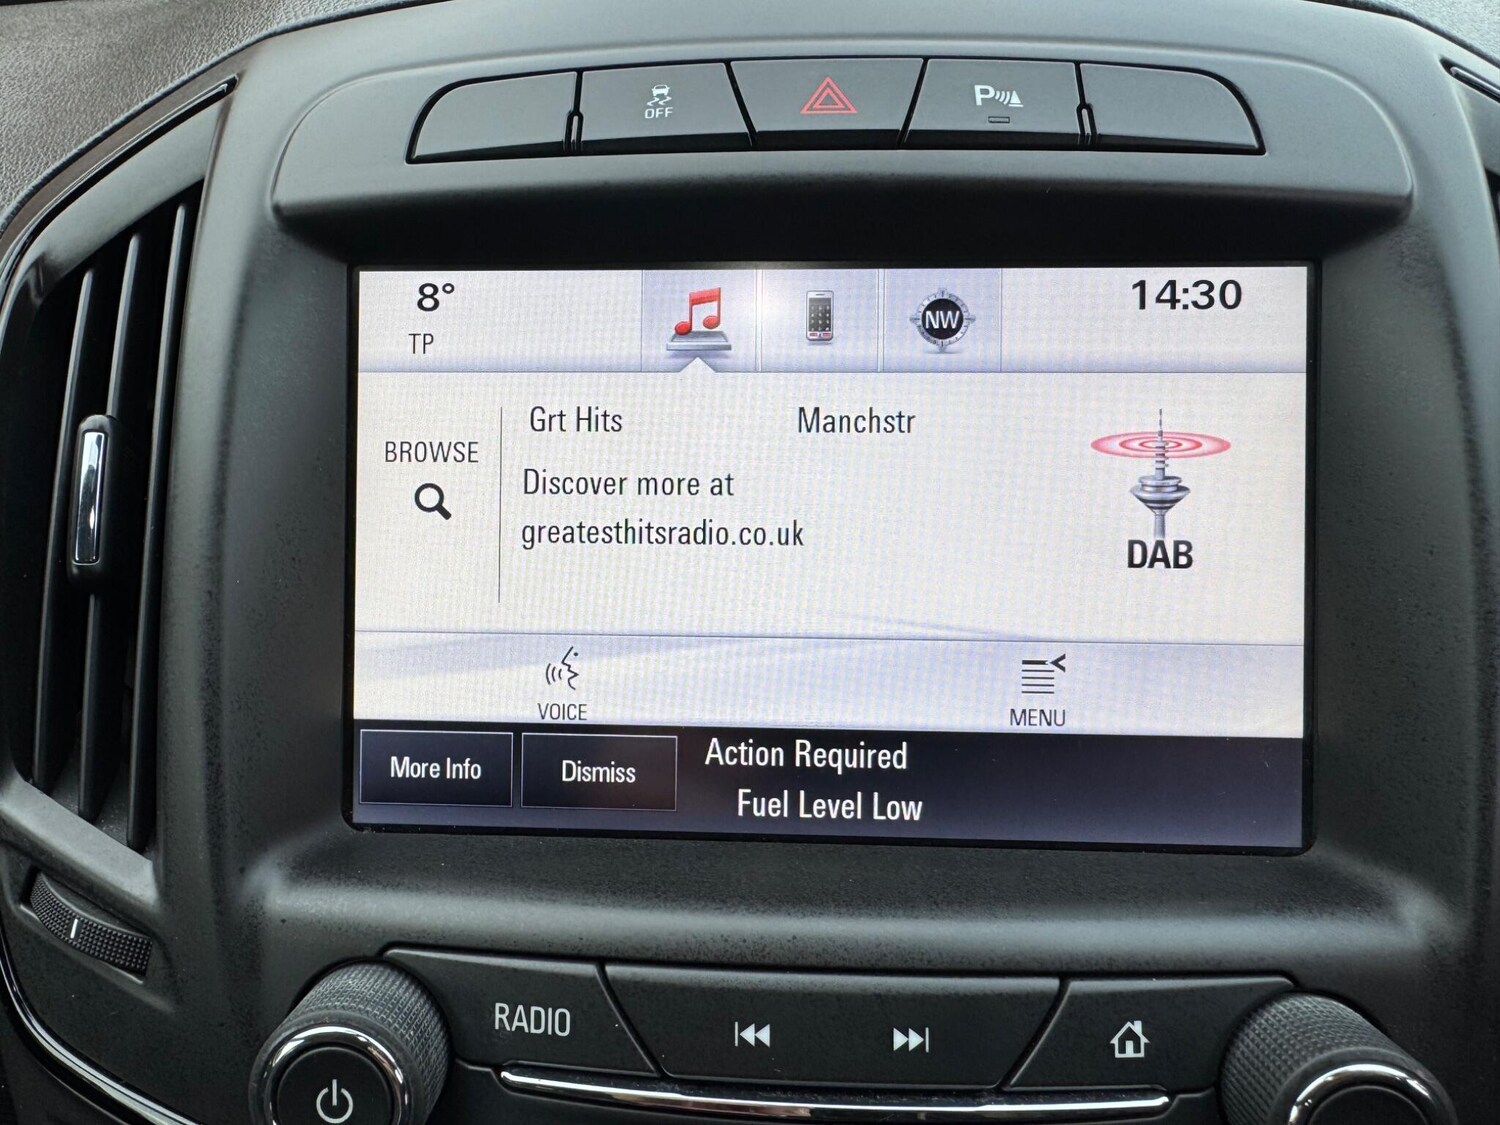 OFF
P
8°
TP
NW
14:30
BROWSE
Grt Hits Manchstr
Discover more at
greatesthitsradio.co.uk
DAB
VOICE
MENU
More Info
Dismiss
Action Required
Fuel Level Low
RADIO